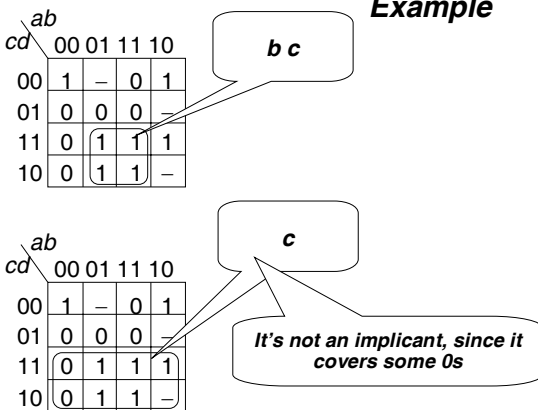 Example
ab
cd 00 01 11 10
00 1 – 0 1
01 0 0 0 –
11 0 1 1 1
10 0 1 1 –
b c
ab
cd 00 01 11 10
00 1 – 0 1
01 0 0 0 –
11 0 1 1 1
10 0 1 1 –
c
It's not an implicant, since it
covers some 0s